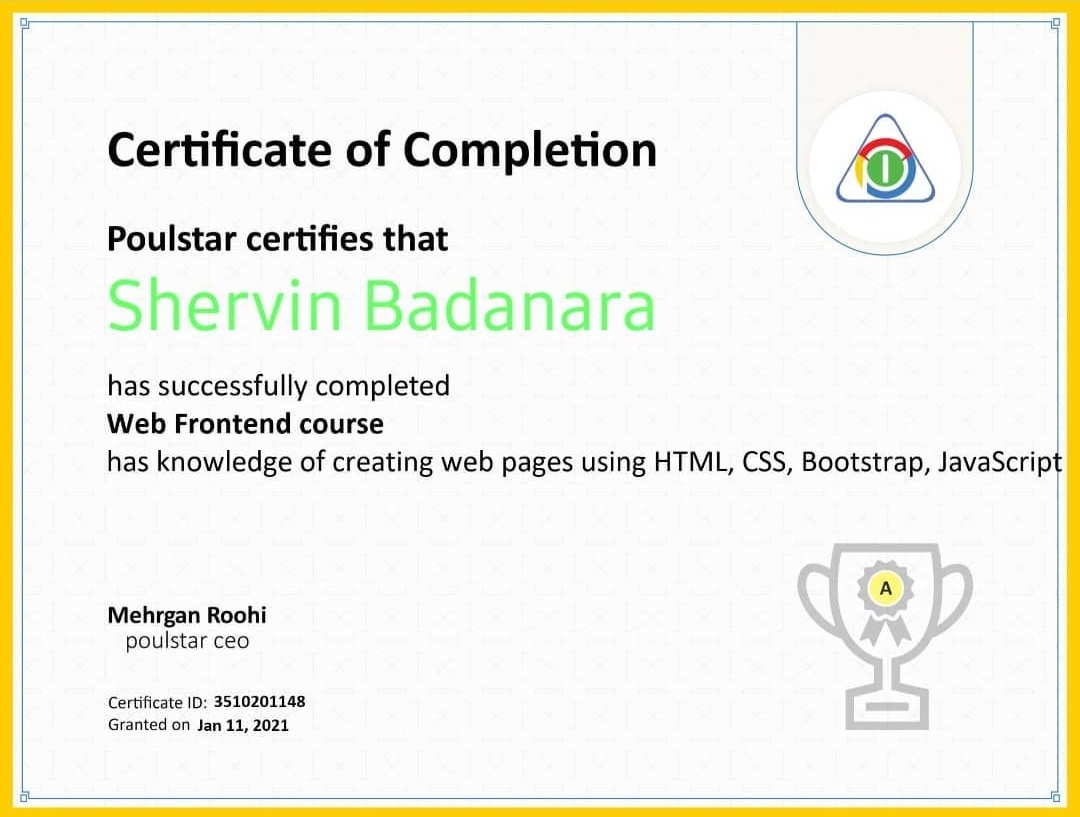 Certificate of Completion
Poulstar certifies that
Shervin Badanara
has successfully completed
Web Frontend course
has knowledge of creating web pages using HTML, CSS, Bootstrap, JavaScript
A
Mehrgan Roohi
poulstar ceo
Certificate ID: 3510201148
Granted on Jan 11, 2021